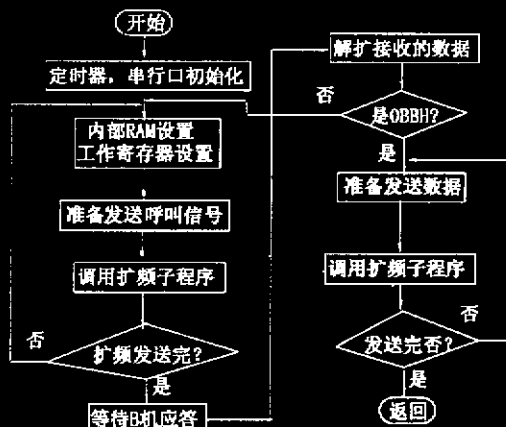 开始
定时器，串行口初始化
内部RAM设置
工作寄存器设置
准备发送呼叫信号
调用扩频子程序
否
扩频发送完？
是
等待B机应答
解扩接收的数据
否
是0BBH？
是
准备发送数据
调用扩频子程序
否
发送完否？
是
返回